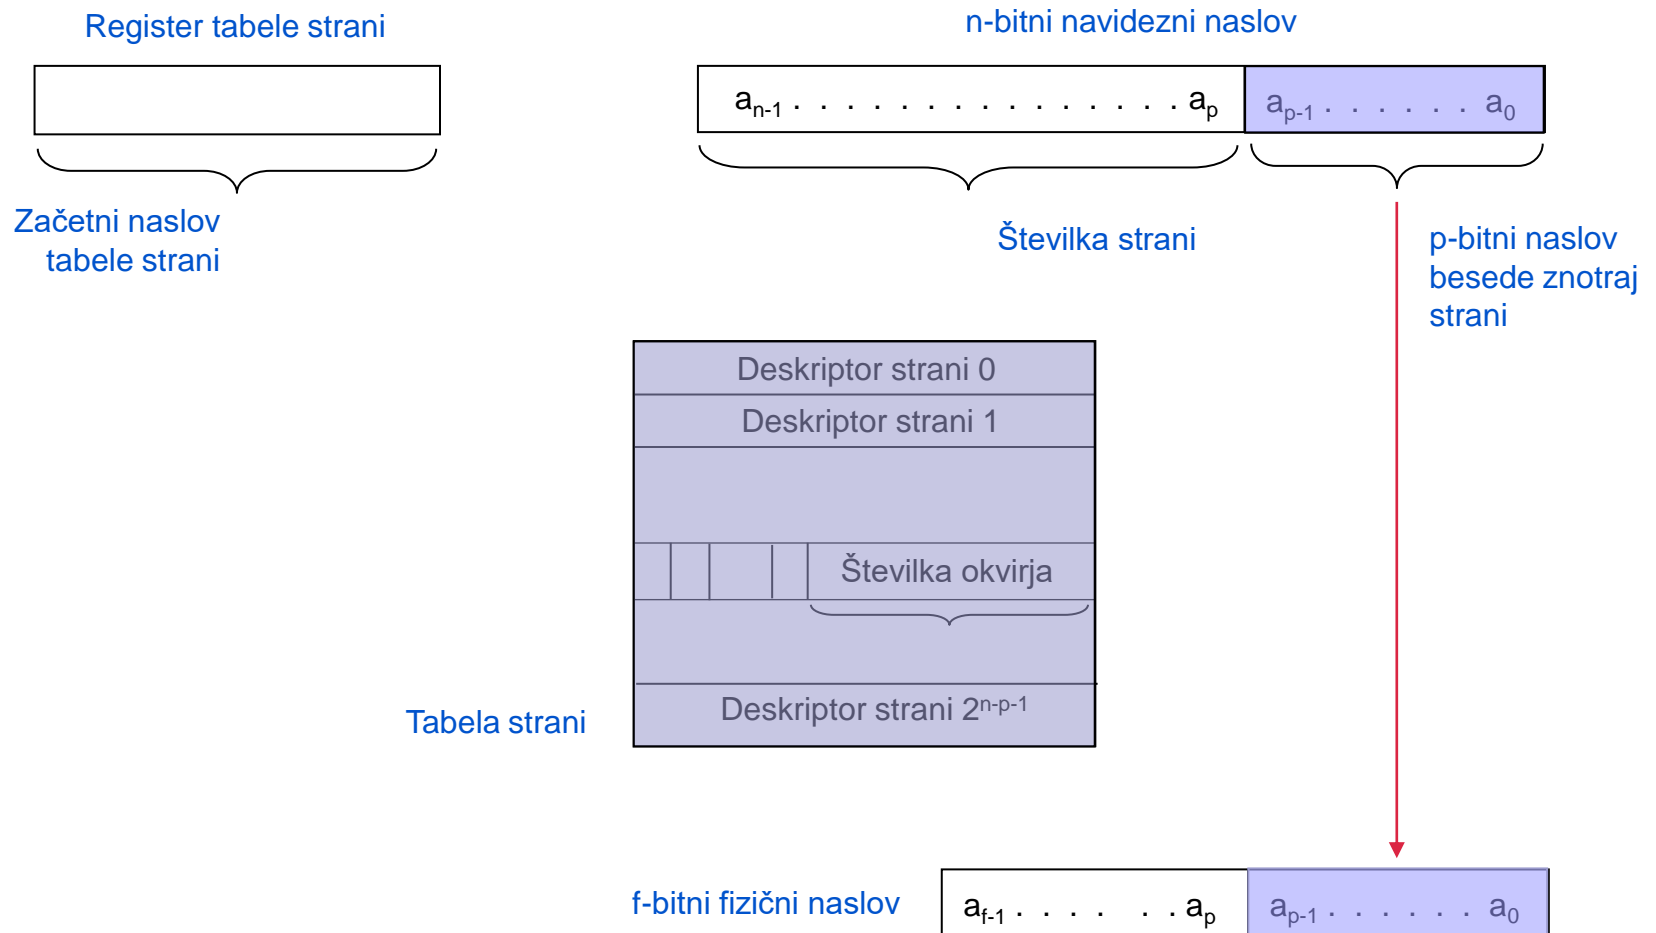 Register tabele strani
n-bitni navidezni naslov
aₙ₋₁ . . . . . . . . . . . . . . . aₚ
aₚ₋₁ . . . . . . a₀
Začetni naslov
tabele strani
Številka strani
p-bitni naslov
besede znotraj
strani
Deskriptor strani 0
Deskriptor strani 1
Številka okvirja
Deskriptor strani 2ⁿ⁻ᵖ⁻¹
Tabela strani
f-bitni fizični naslov
a_f-1 . . . . . . aₚ
aₚ₋₁ . . . . . . a₀